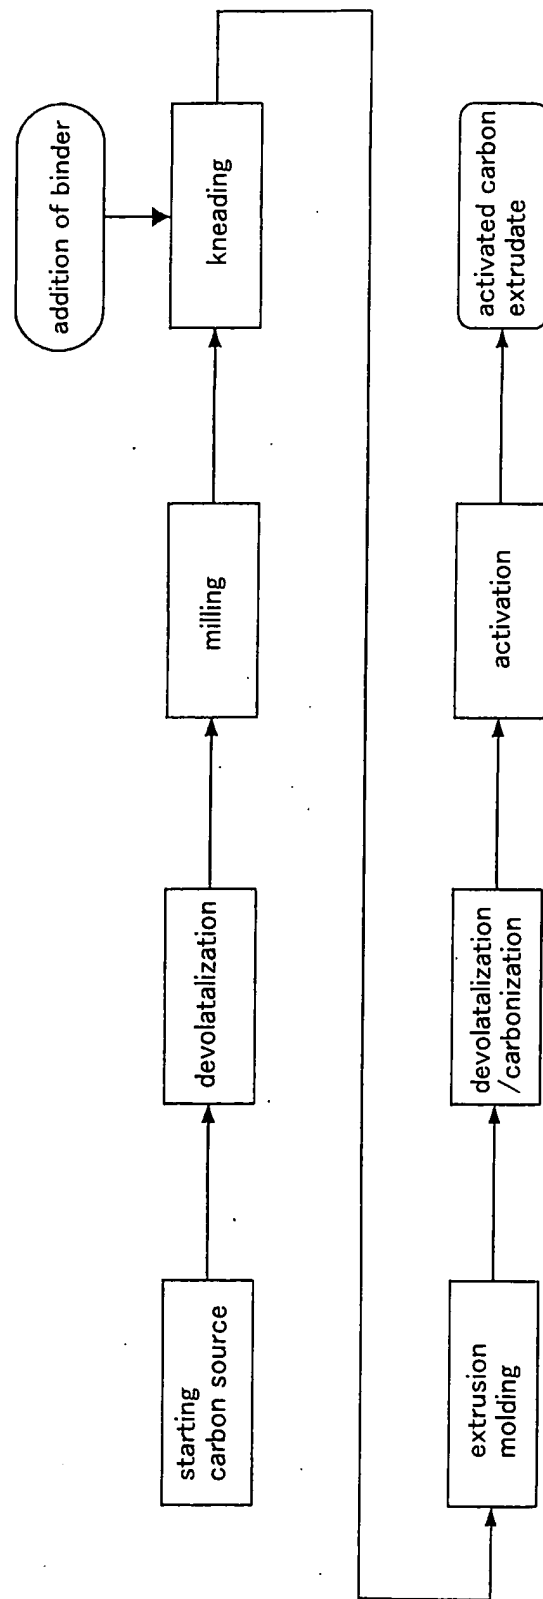 starting
carbon source
devolatalization
milling
addition of binder
kneading
extrusion
molding
devolatalization
/carbonization
activation
activated carbon
extrudate